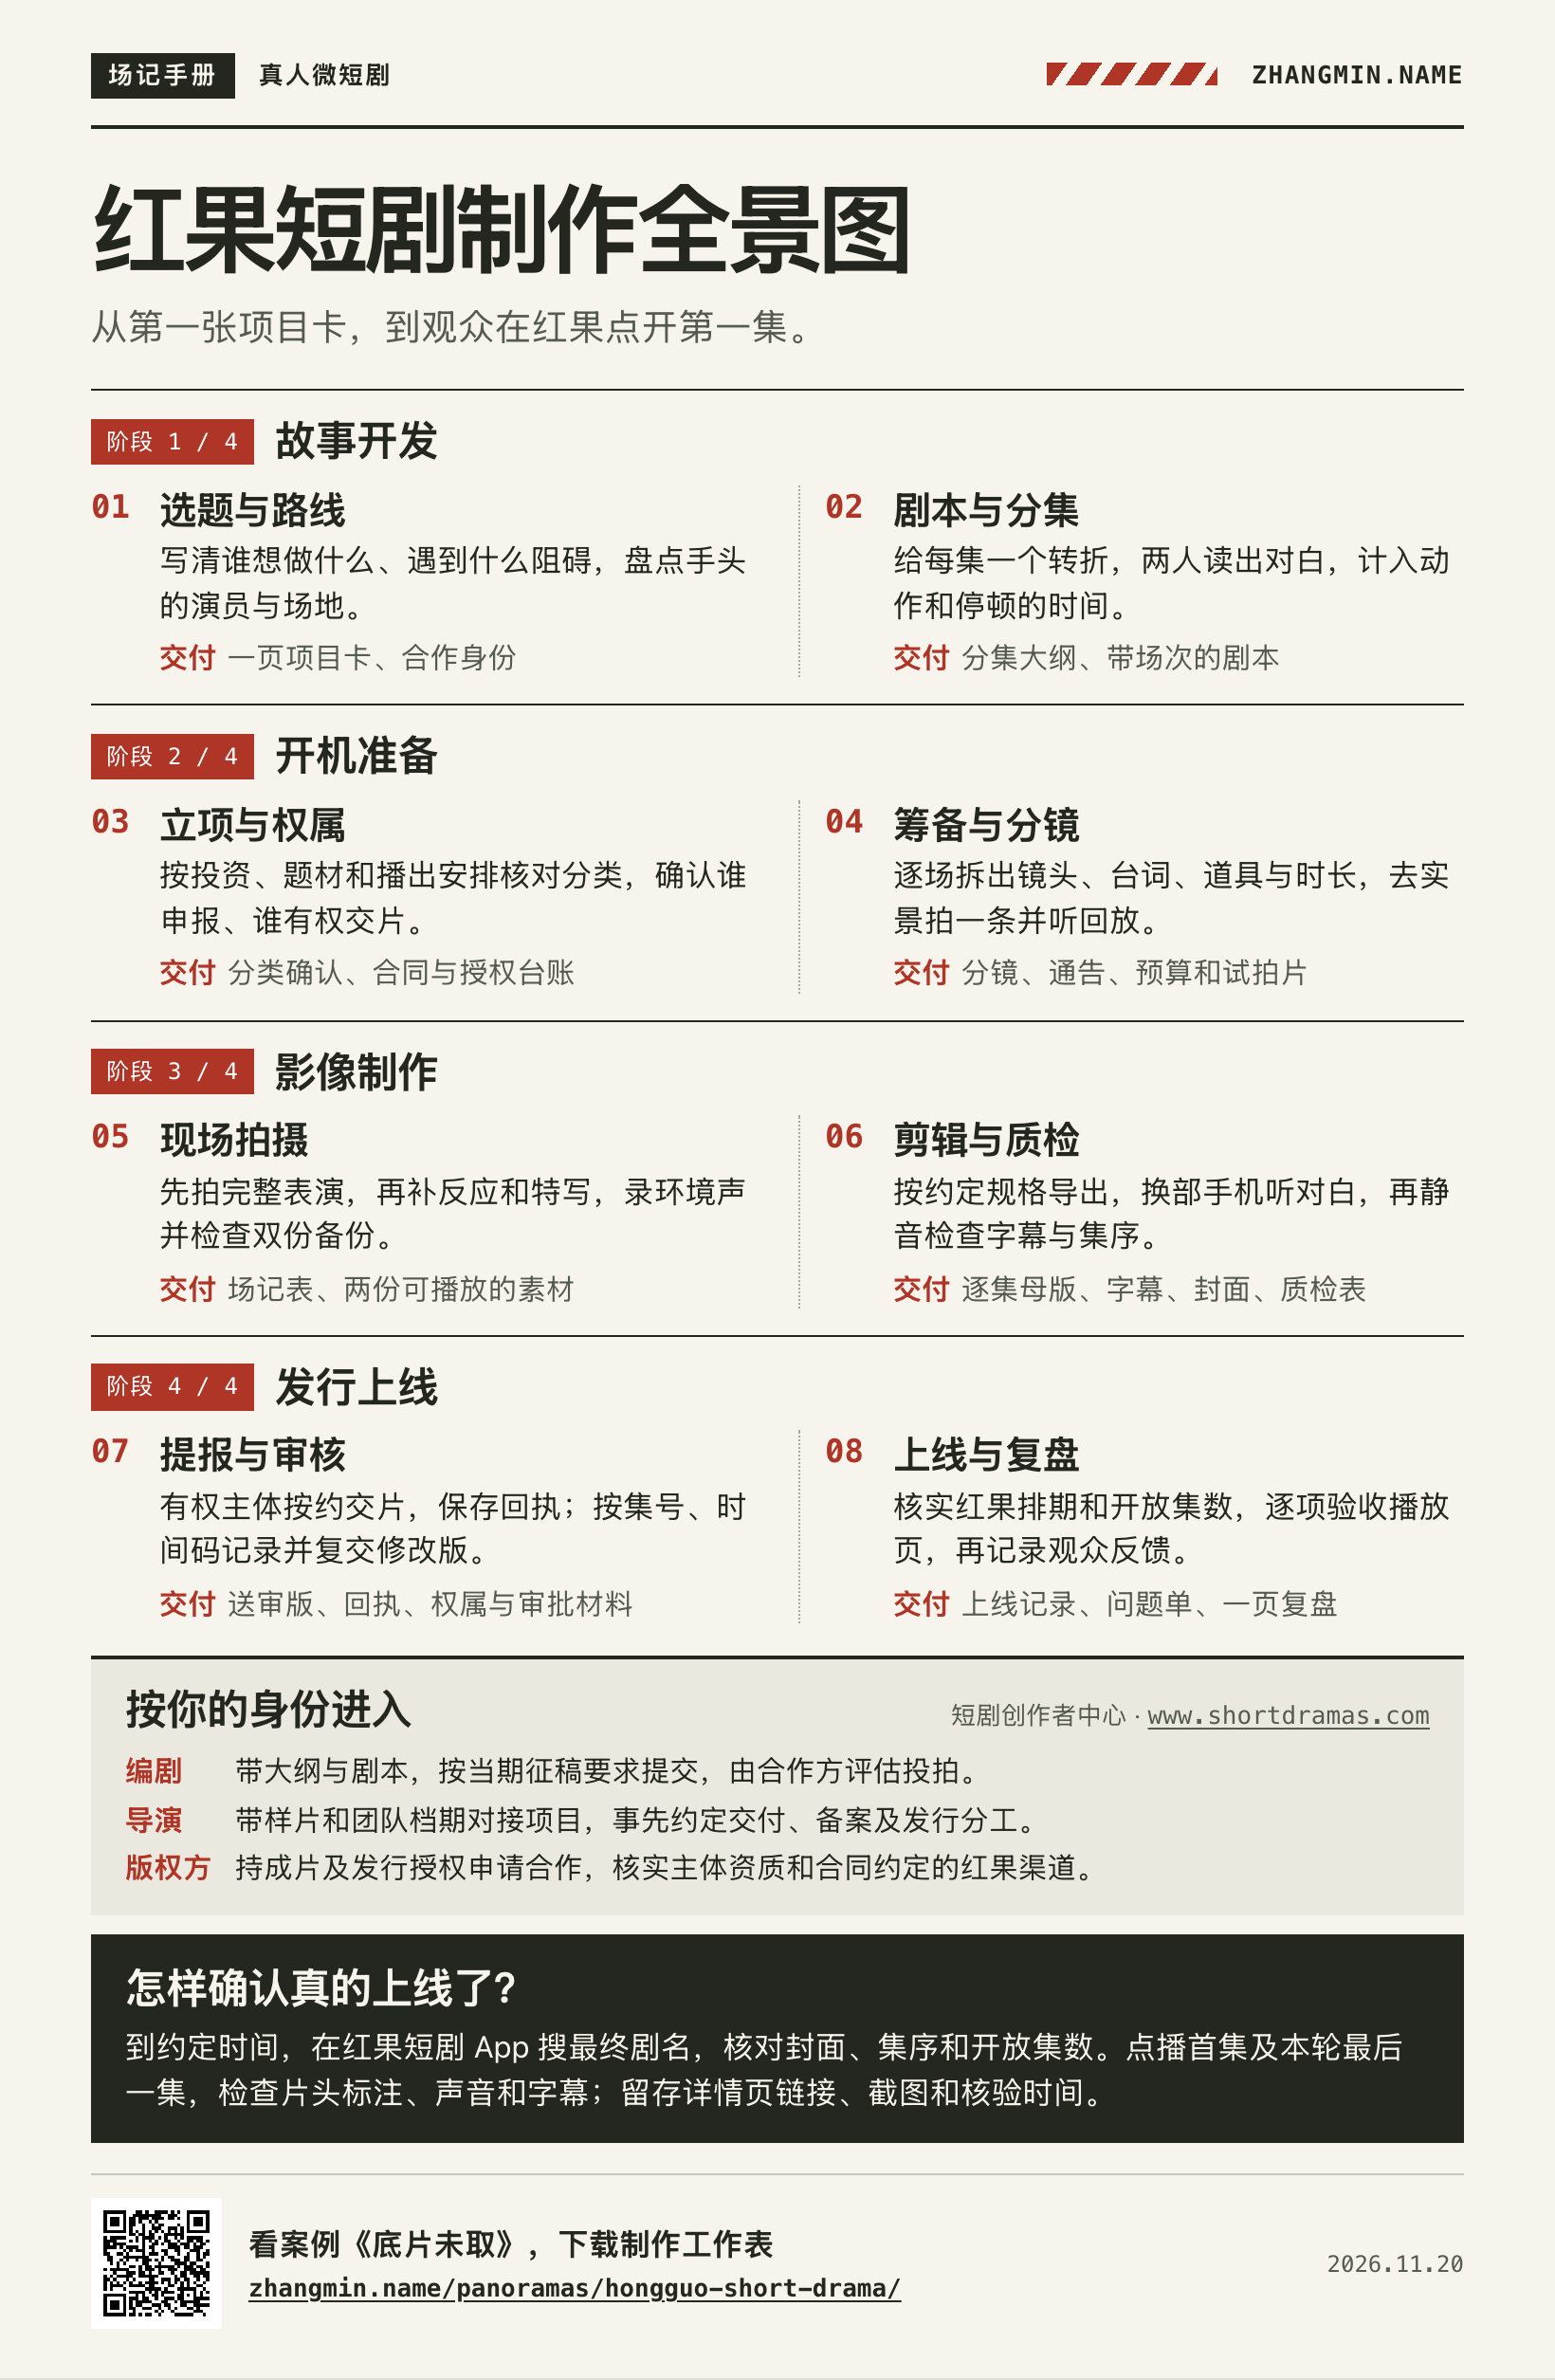 场记手册 真人微短剧 ZHANGMIN.NAME
红果短剧制作全景图
从第一张项目卡，到观众在红果点开第一集。
阶段 1 / 4 故事开发
01 选题与路线
写清谁想做什么、遇到什么阻碍，盘点手头
的演员与场地。
交付 一页项目卡、合作身份
02 剧本与分集
给每集一个转折，两人读出对白，计入动
作和停顿的时间。
交付 分集大纲、带场次的剧本
阶段 2 / 4 开机准备
03 立项与权属
按投资、题材和播出安排核对分类，确认谁
申报、谁有权交片。
交付 分类确认、合同与授权台账
04 筹备与分镜
逐场拆出镜头、台词、道具与时长，去实
景拍一条并听回放。
交付 分镜、通告、预算和试拍片
阶段 3 / 4 影像制作
05 现场拍摄
先拍完整表演，再补反应和特写，录环境声
并检查双份备份。
交付 场记表、两份可播放的素材
06 剪辑与质检
按约定规格导出，换部手机听对白，再静
音检查字幕与集序。
交付 逐集母版、字幕、封面、质检表
阶段 4 / 4 发行上线
07 提报与审核
有权主体按约交片，保存回执；按集号、时
间码记录并复交修改版。
交付 送审版、回执、权属与审批材料
08 上线与复盘
核实红果排期和开放集数，逐项验收播放
页，再记录观众反馈。
交付 上线记录、问题单、一页复盘
按你的身份进入 短剧创作者中心 · www.shortdramas.com
编剧 带大纲与剧本，按当期征稿要求提交，由合作方评估投拍。
导演 带样片和团队档期对接项目，事先约定交付、备案及发行分工。
版权方 持成片及发行授权申请合作，核实主体资质和合同约定的红果渠道。
怎样确认真的上线了？
到约定时间，在红果短剧 App 搜最终剧名，核对封面、集序和开放集数。点播首集及本轮最后
一集，检查片头标注、声音和字幕；留存详情页链接、截图和核验时间。
看案例《底片未取》，下载制作工作表
zhangmin.name/panoramas/hongguo-short-drama/
2026.11.20